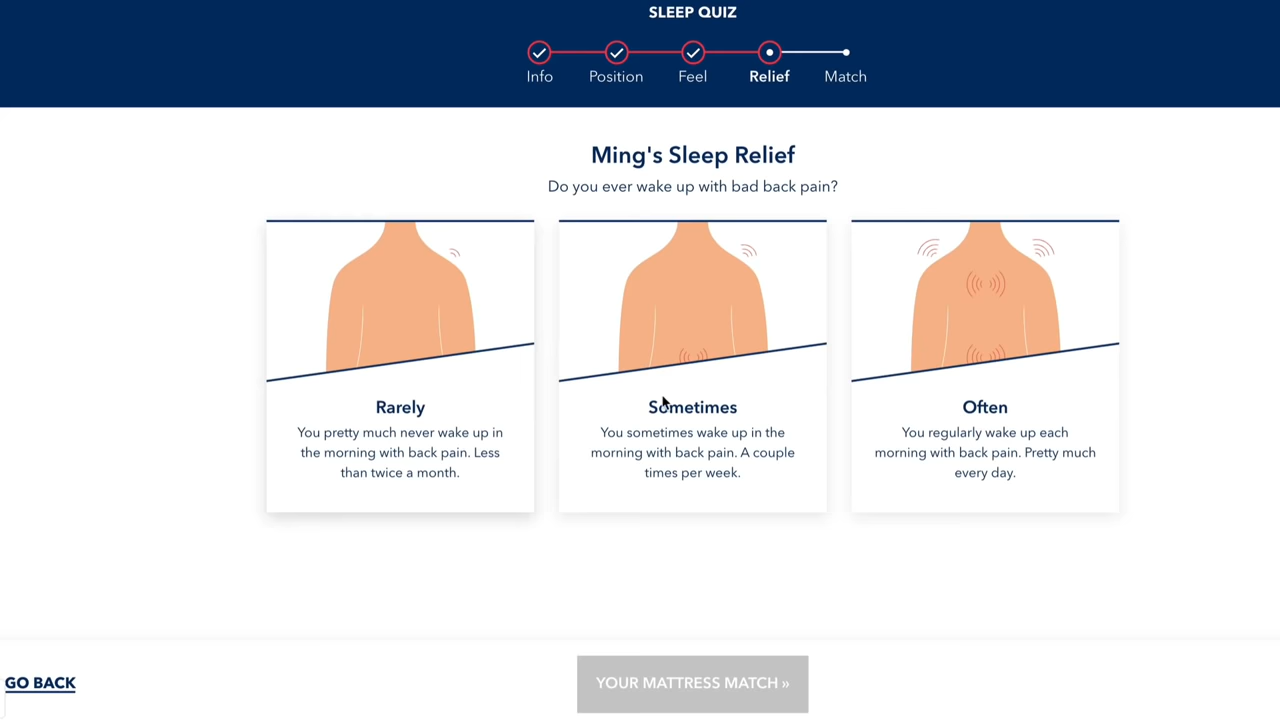 SLEEP QUIZ
Info Position Feel Relief Match
Ming's Sleep Relief
Do you ever wake up with bad back pain?
Rarely
You pretty much never wake up in
the morning with back pain. Less
than twice a month.
Sometimes
You sometimes wake up in the
morning with back pain. A couple
times per week.
Often
You regularly wake up each
morning with back pain. Pretty much
every day.
GO BACK
YOUR MATTRESS MATCH »